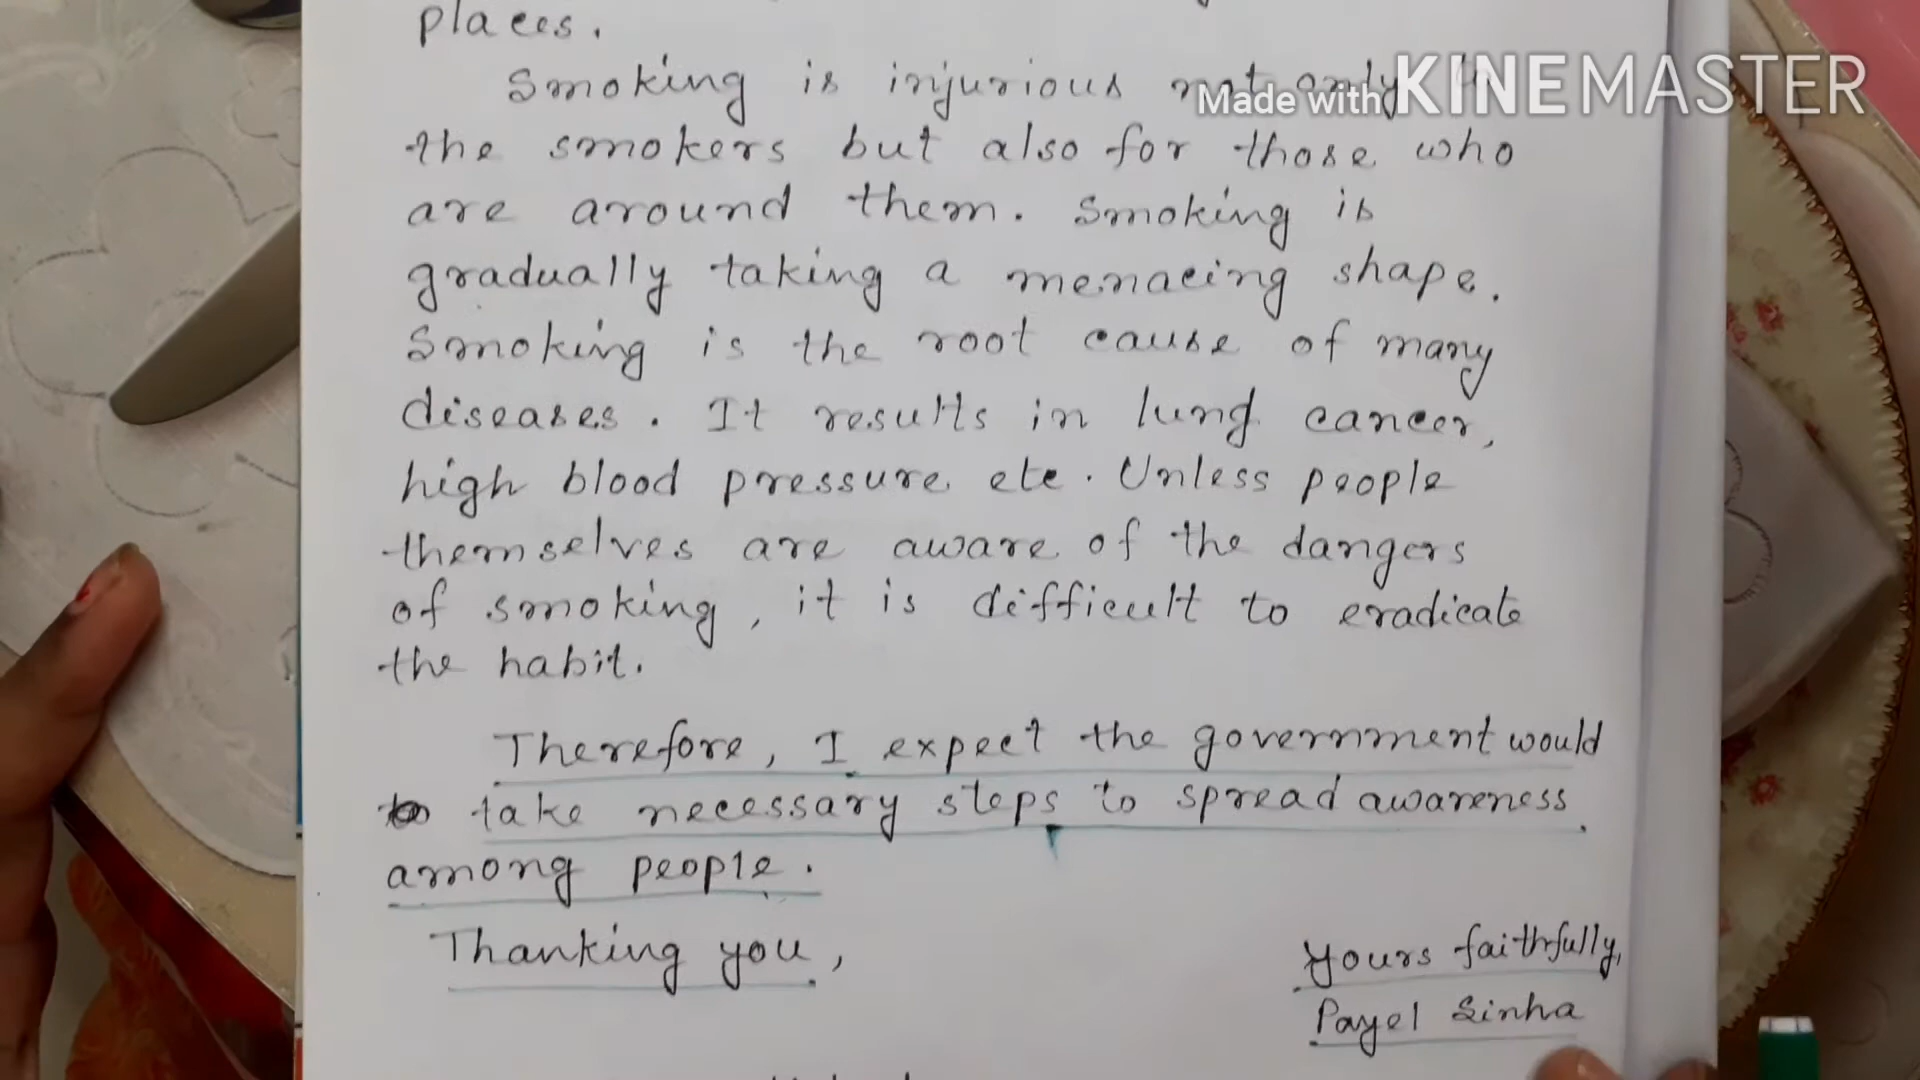 places.
Smoking is injurious not only
Made with KINEMASTER
the smokers but also for those who
are around them. Smoking is
gradually taking a menacing shape.
Smoking is the root cause of many
diseases. It results in lung cancer,
high blood pressure etc. Unless people
themselves are aware of the dangers
of smoking, it is difficult to eradicate
the habit.
Therefore, I expect the government would
take necessary steps to spread awareness
among people.
Thanking you,
Yours faithfully,
Payel Sinha